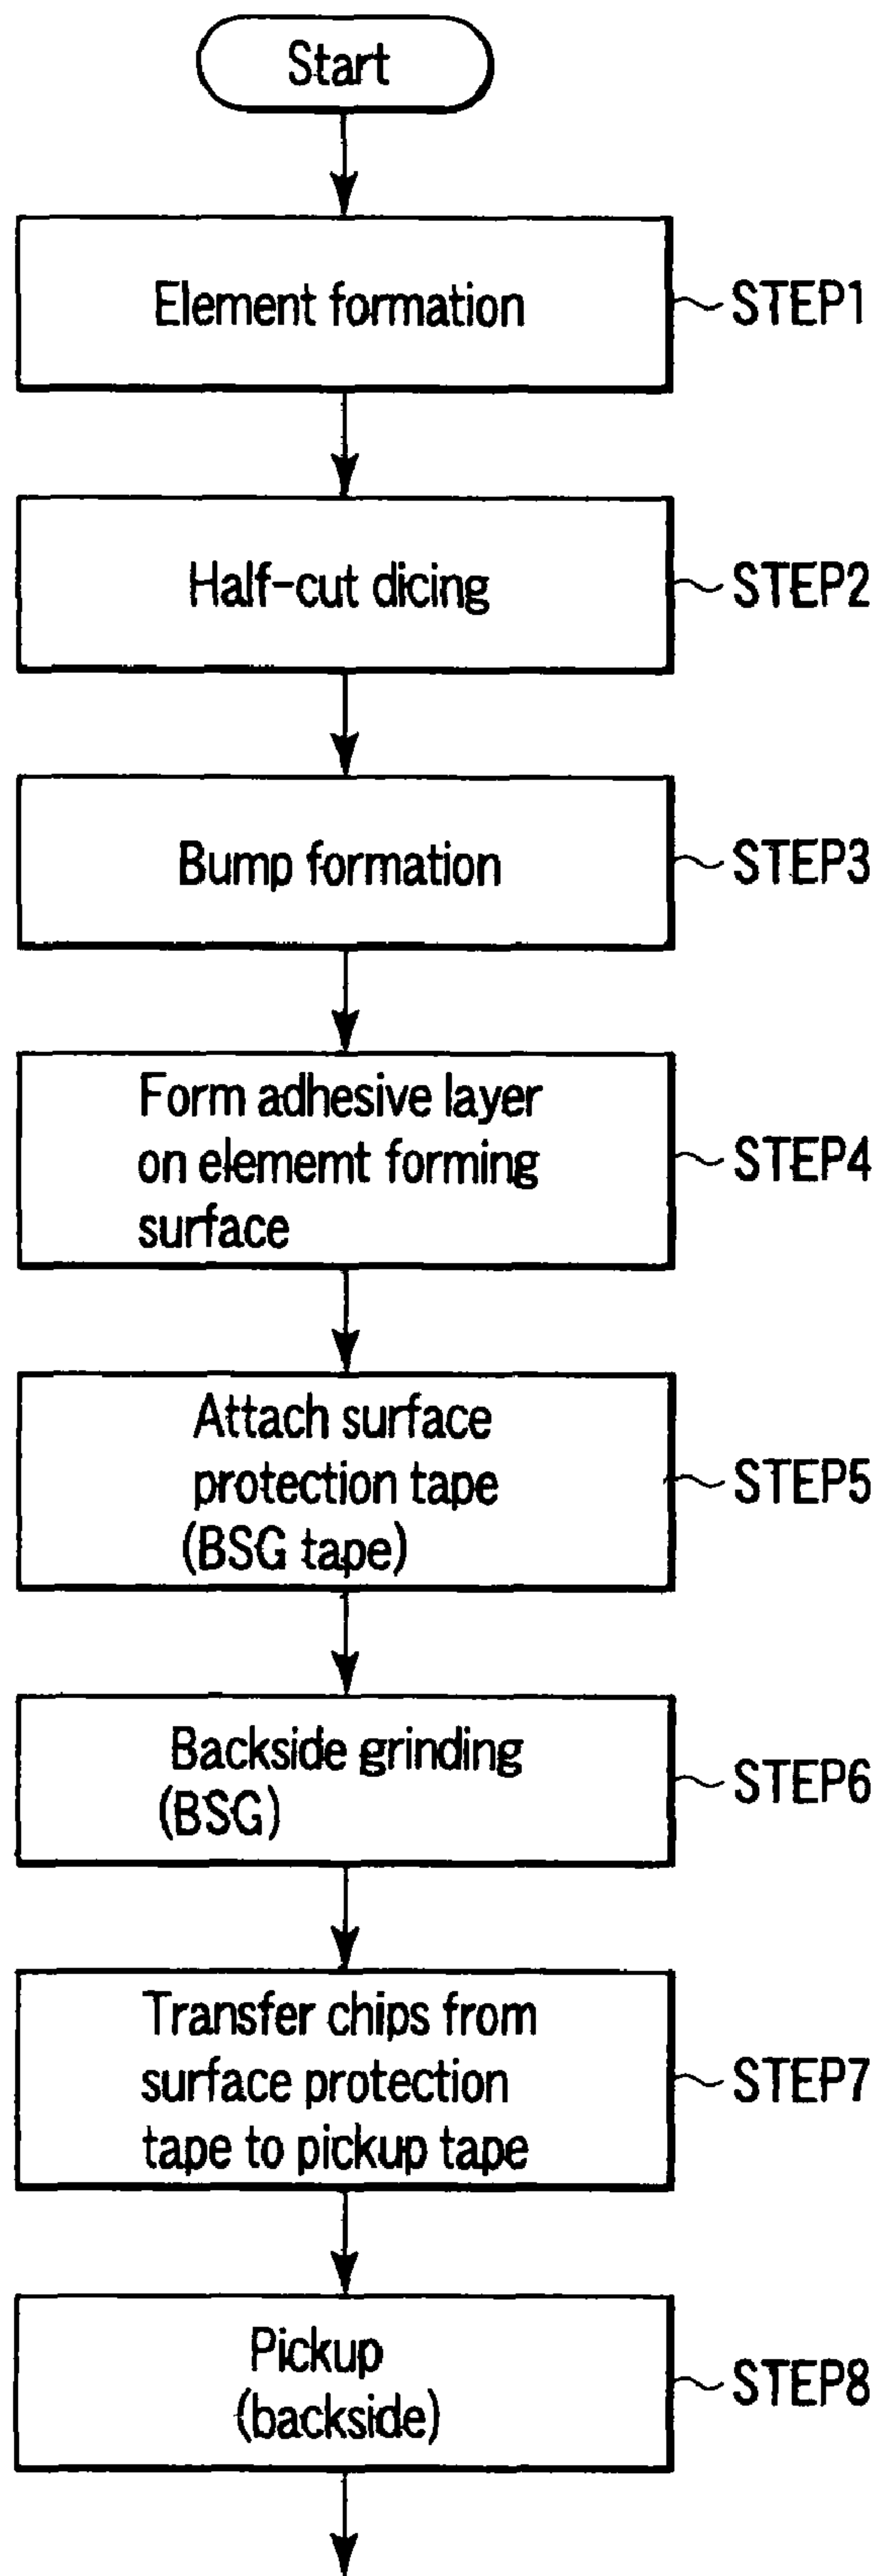 Start
Element formation
STEP1
Half-cut dicing
STEP2
Bump formation
STEP3
Form adhesive layer
on elememt forming
surface
STEP4
Attach surface
protection tape
(BSG tape)
STEP5
Backside grinding
(BSG)
STEP6
Transfer chips from
surface protection
tape to pickup tape
STEP7
Pickup
(backside)
STEP8